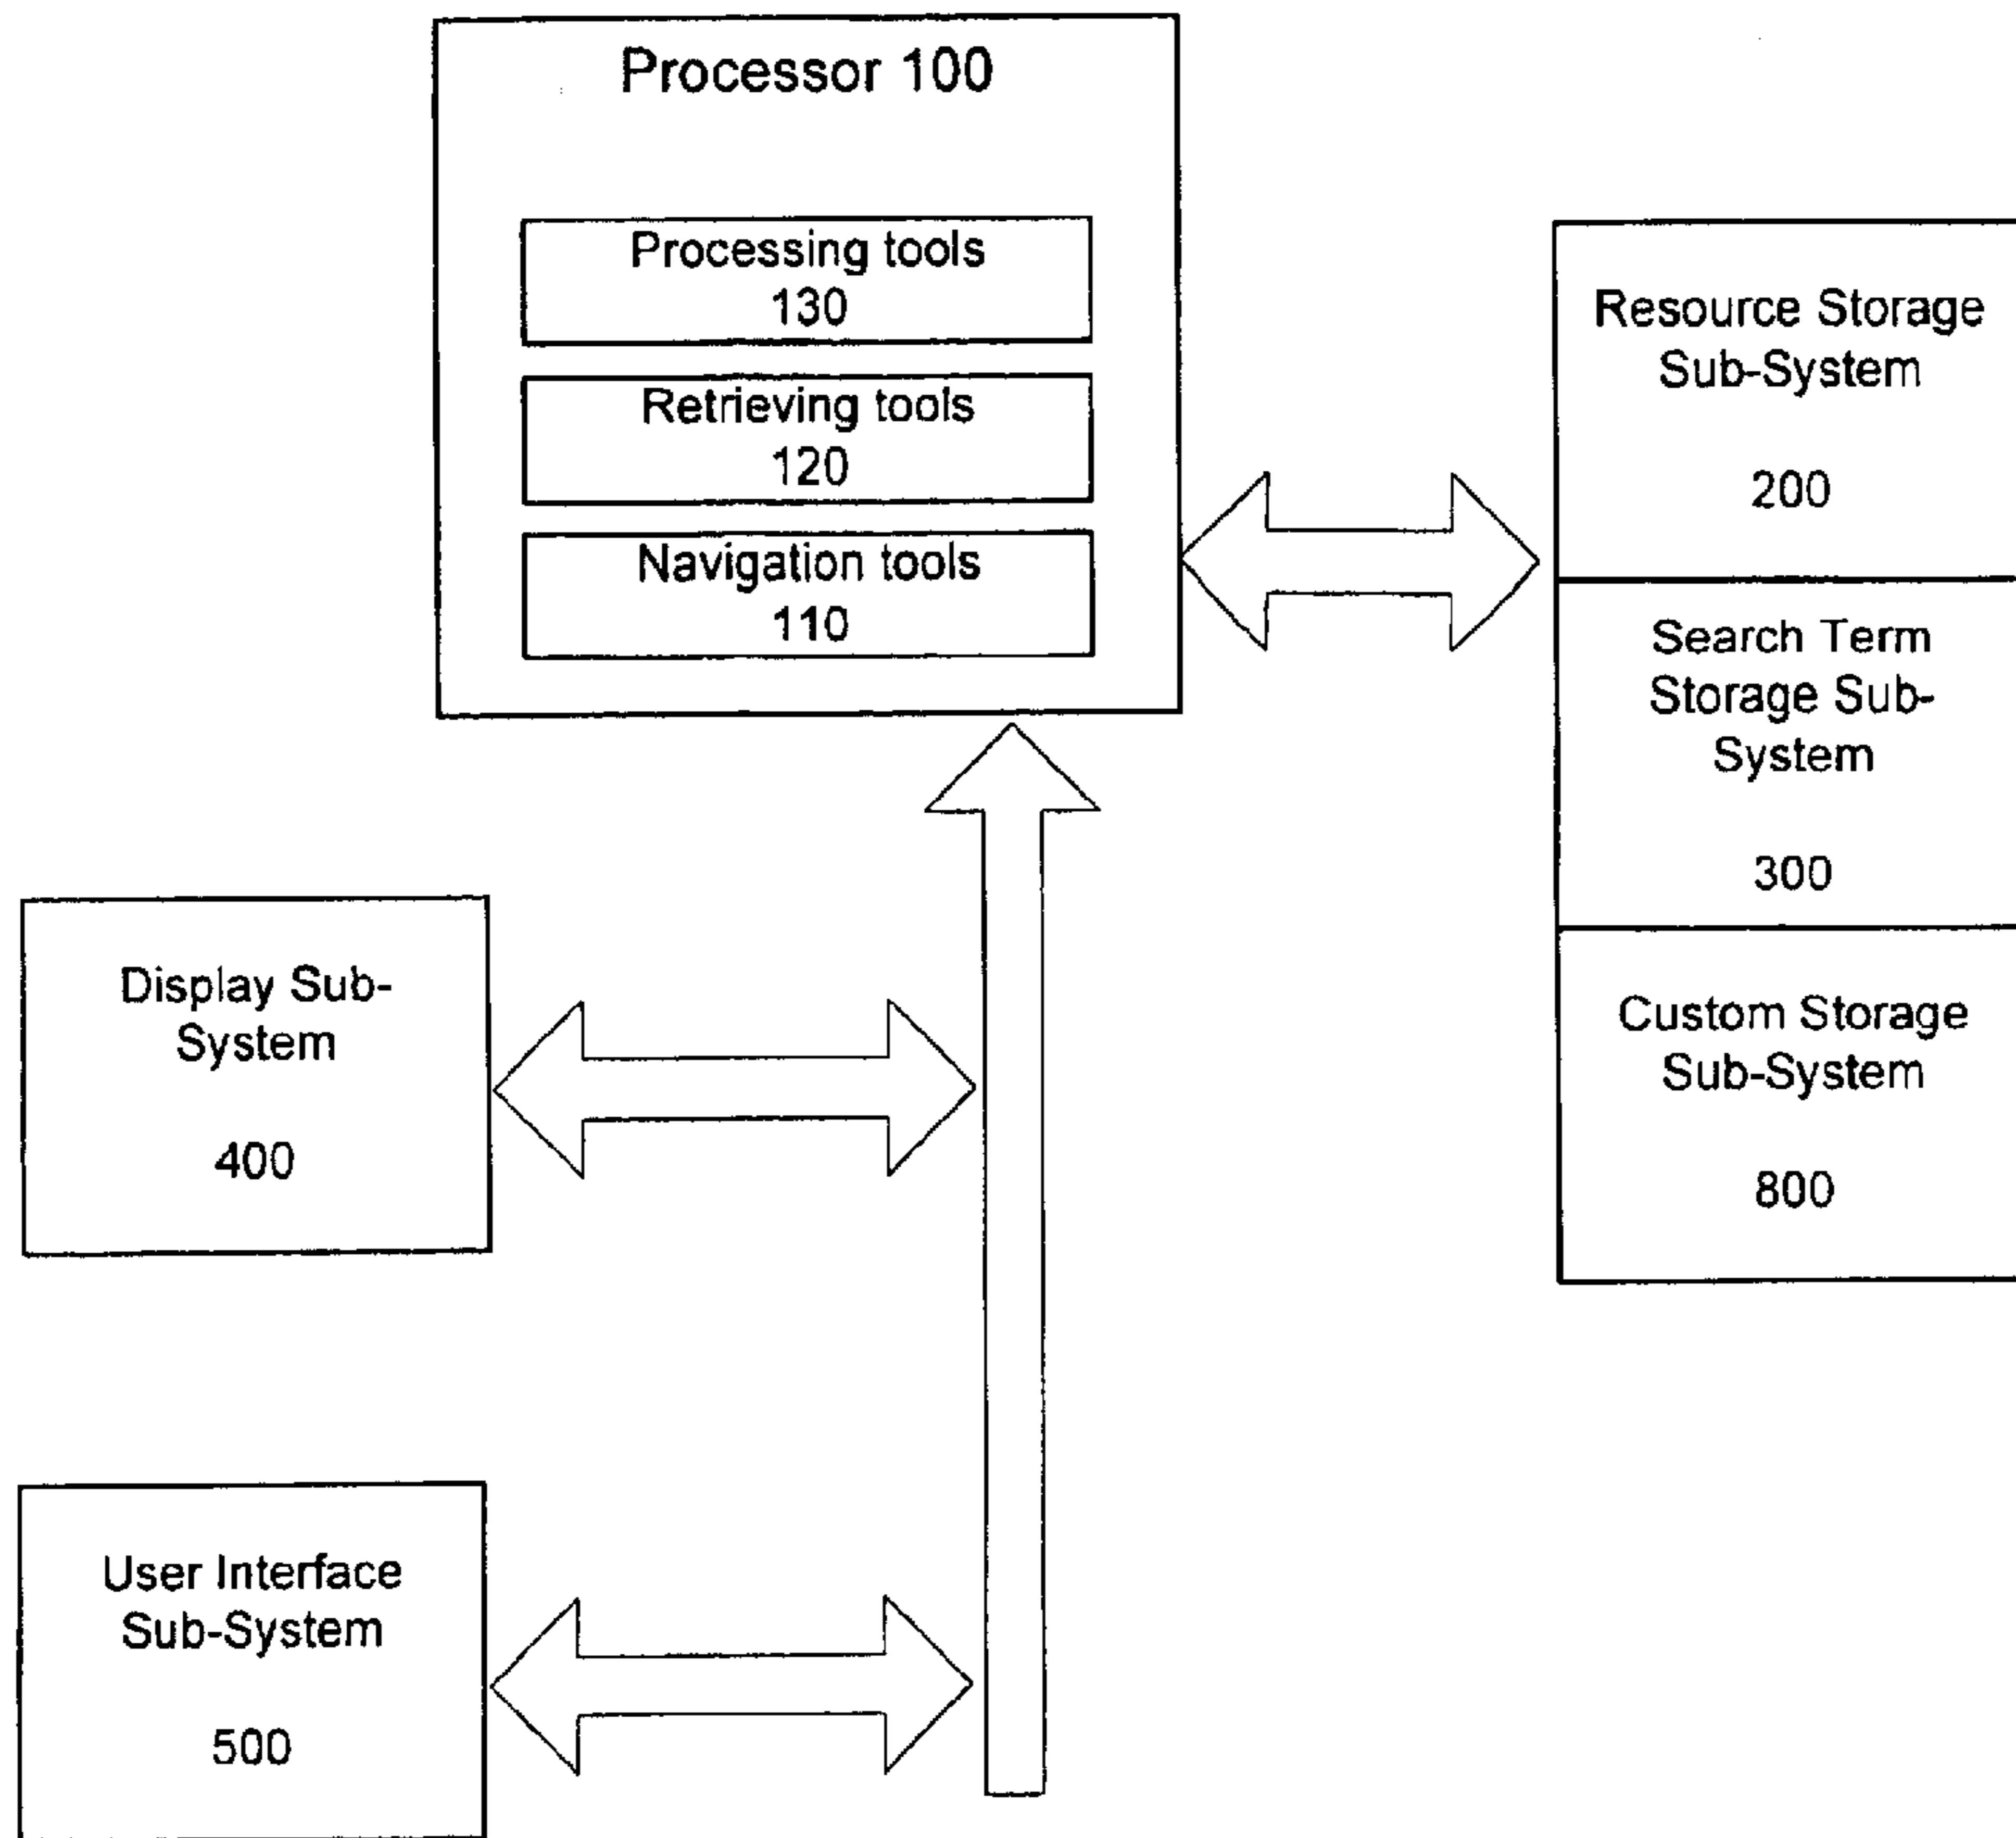 Processor 100
Processing tools
130
Retrieving tools
120
Navigation tools
110
Resource Storage
Sub-System
200
Search Term
Storage Sub-
System
300
Custom Storage
Sub-System
800
Display Sub-
System
400
User Interface
Sub-System
500